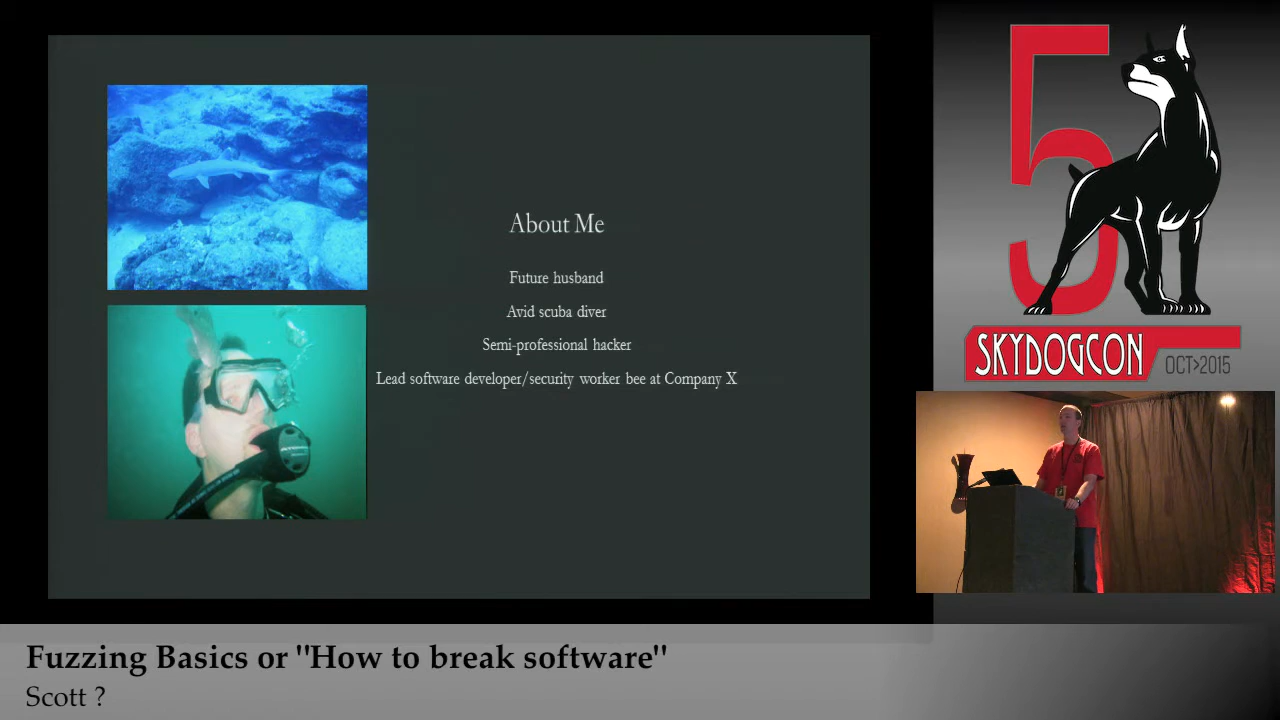 About Me
Future husband
Avid scuba diver
Semi-professional hacker
Lead software developer/security worker bee at Company X
5
SKYDOGCON
OCT>2015
Fuzzing Basics or "How to break software"
Scott ?